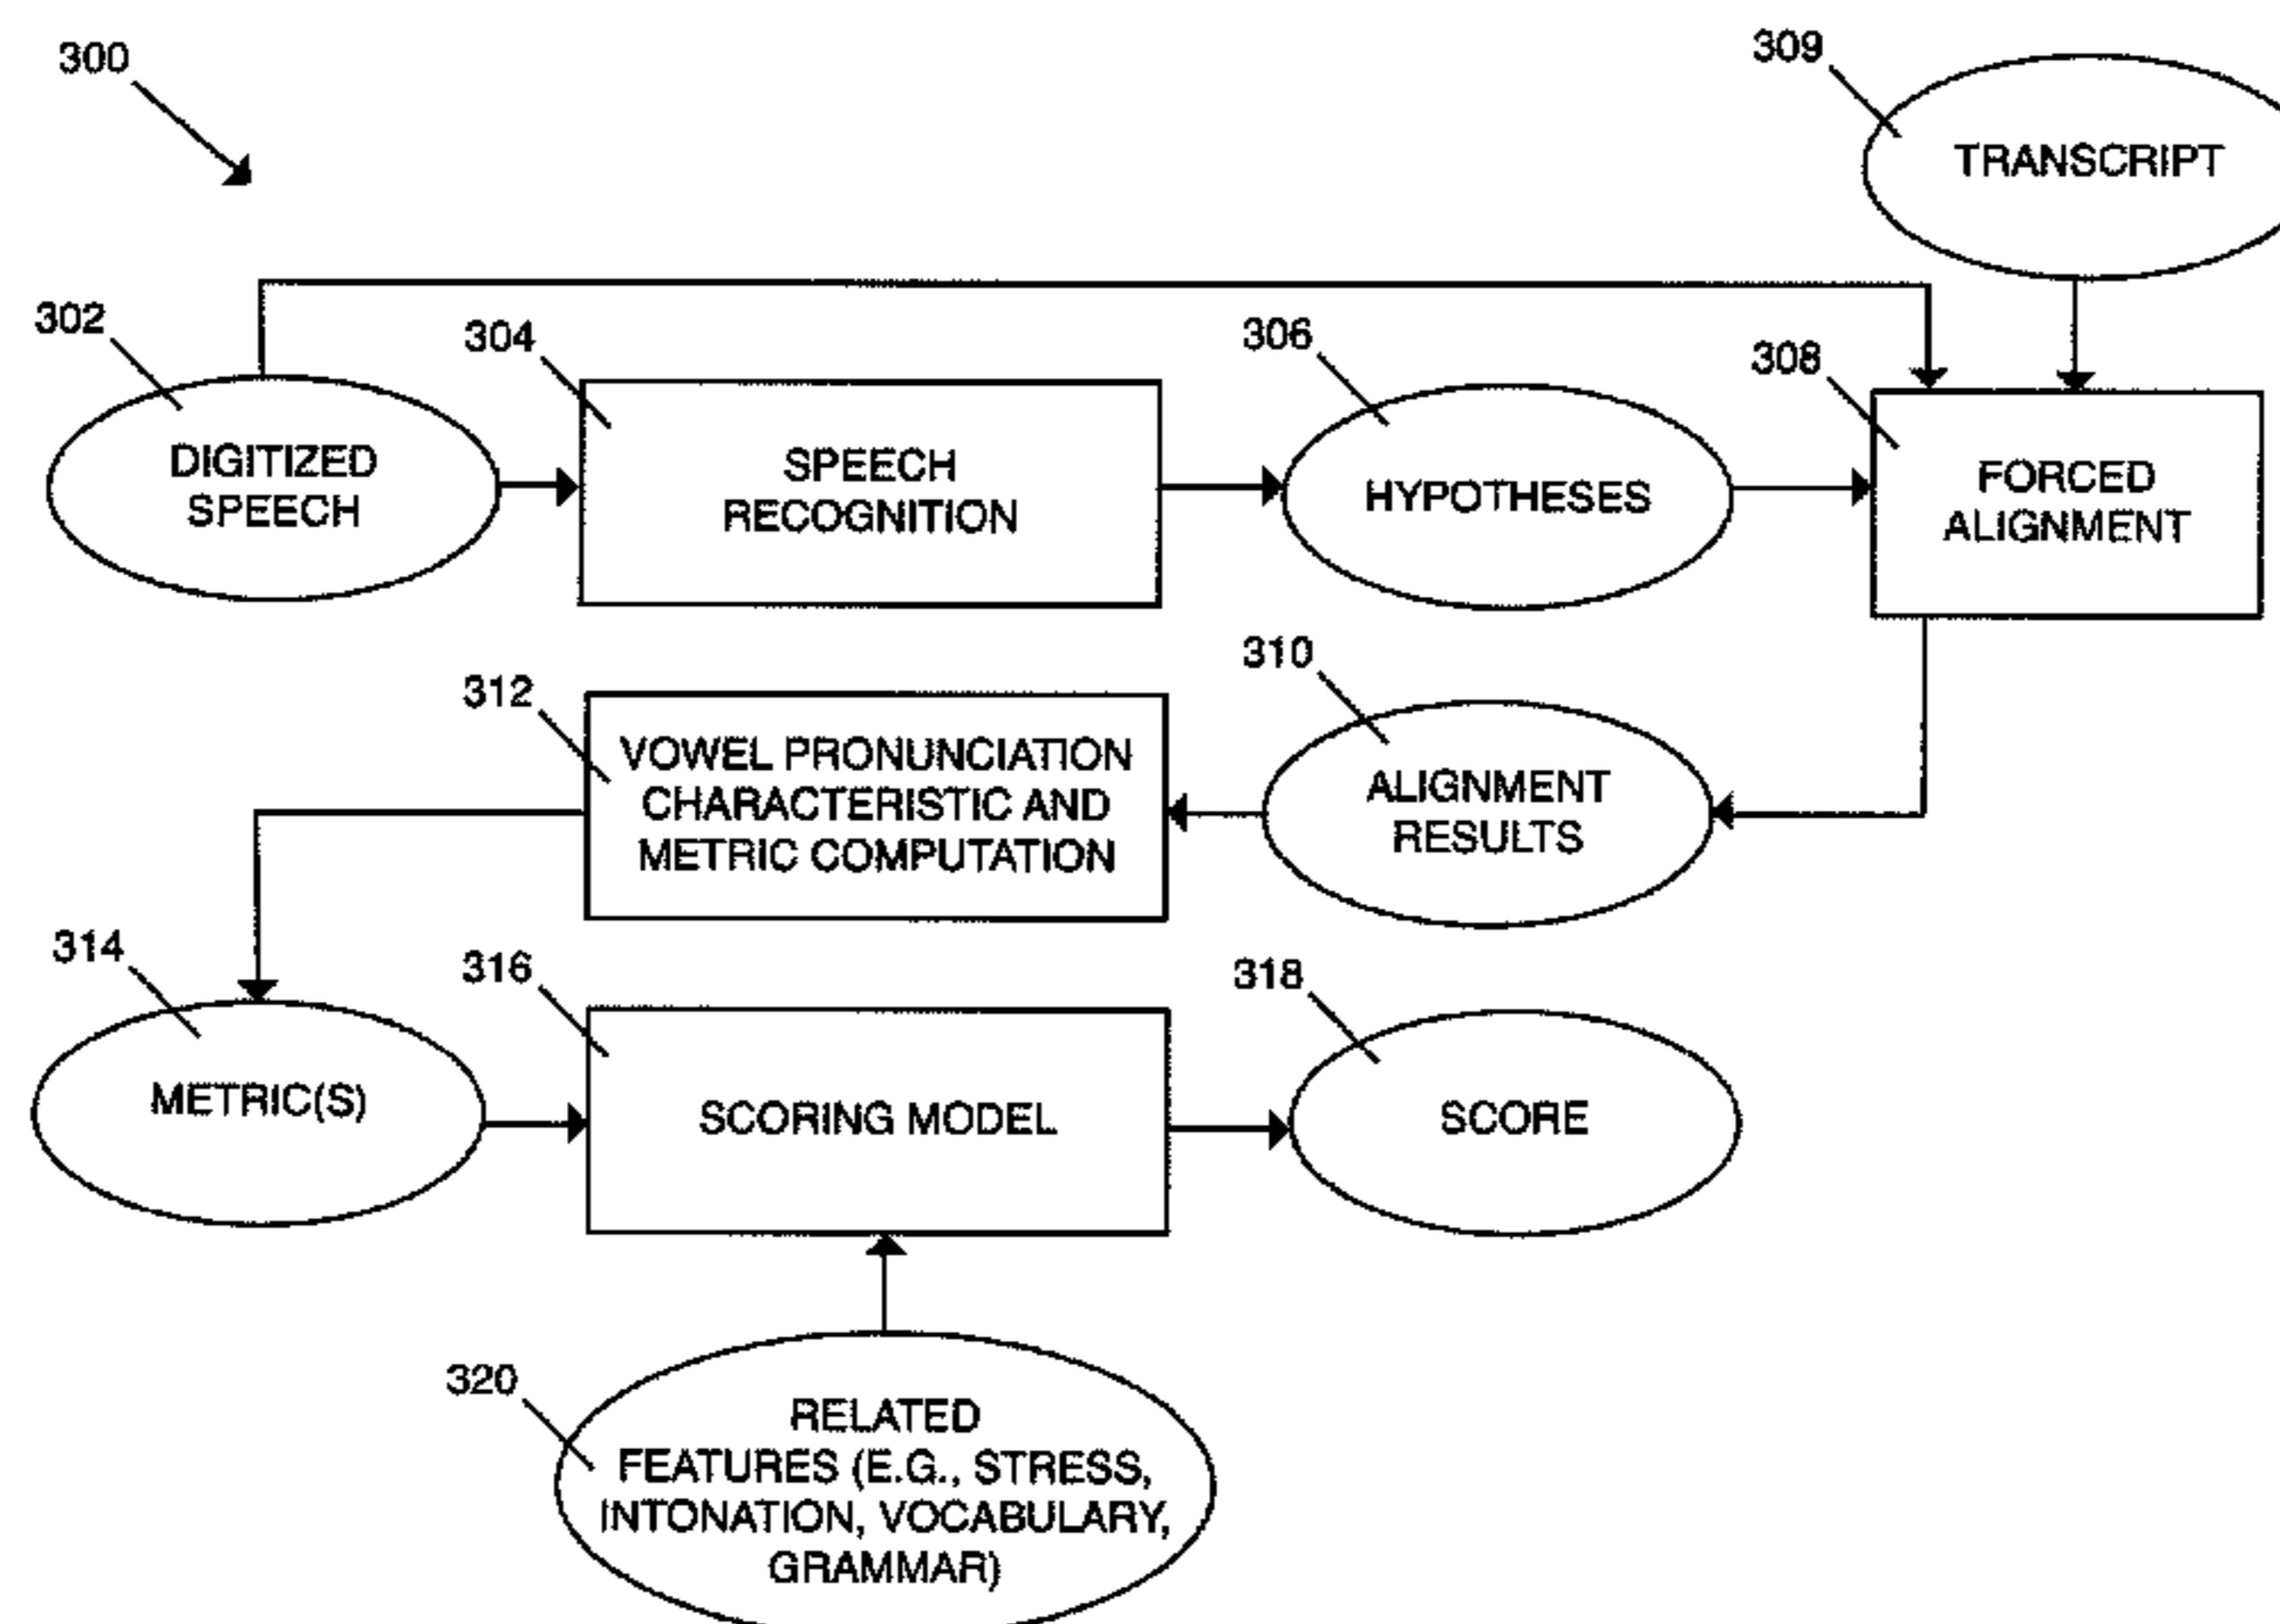 300
309
TRANSCRIPT
302
304
306
308
DIGITIZED
SPEECH
SPEECH
RECOGNITION
HYPOTHESES
FORCED
ALIGNMENT
310
312
VOWEL PRONUNCIATION
CHARACTERISTIC AND
METRIC COMPUTATION
ALIGNMENT
RESULTS
314
316
318
METRIC(S)
SCORING MODEL
SCORE
320
RELATED
FEATURES (E.G., STRESS,
INTONATION, VOCABULARY,
GRAMMAR)